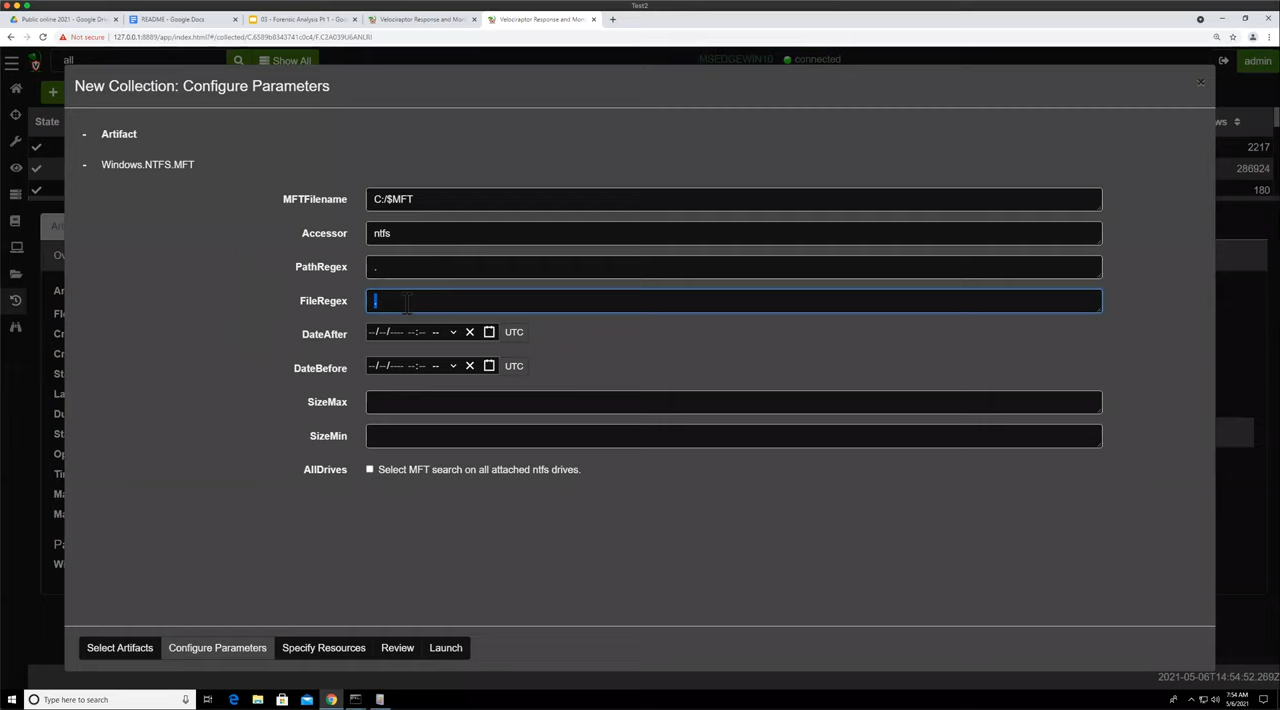 Test2
Public online 2021 - Google Driv
README - Google Docs
03 - Forensic Analysis Pt 1 - Go
Velociraptor Response and Mon
Velociraptor Response and Mon
Not secure
127.0.0.1:8889/app/index.html?#/collected/C.6589b8343741c0c4/F.C2A039U6ANLRI
all
Show All
MSEDGEWIN10
connected
admin
New Collection: Configure Parameters
State
ws
- Artifact
2217
- Windows.NTFS.MFT
286924
180
MFTFilename C:/$MFT
Accessor ntfs
PathRegex .
FileRegex .
DateAfter --/--/---- --:-- -- UTC
DateBefore --/--/---- --:-- -- UTC
SizeMax
SizeMin
AllDrives Select MFT search on all attached ntfs drives.
Select Artifacts Configure Parameters Specify Resources Review Launch
2021-05-06T14:54:52.269Z
Type here to search
7:54 AM
5/6/2021